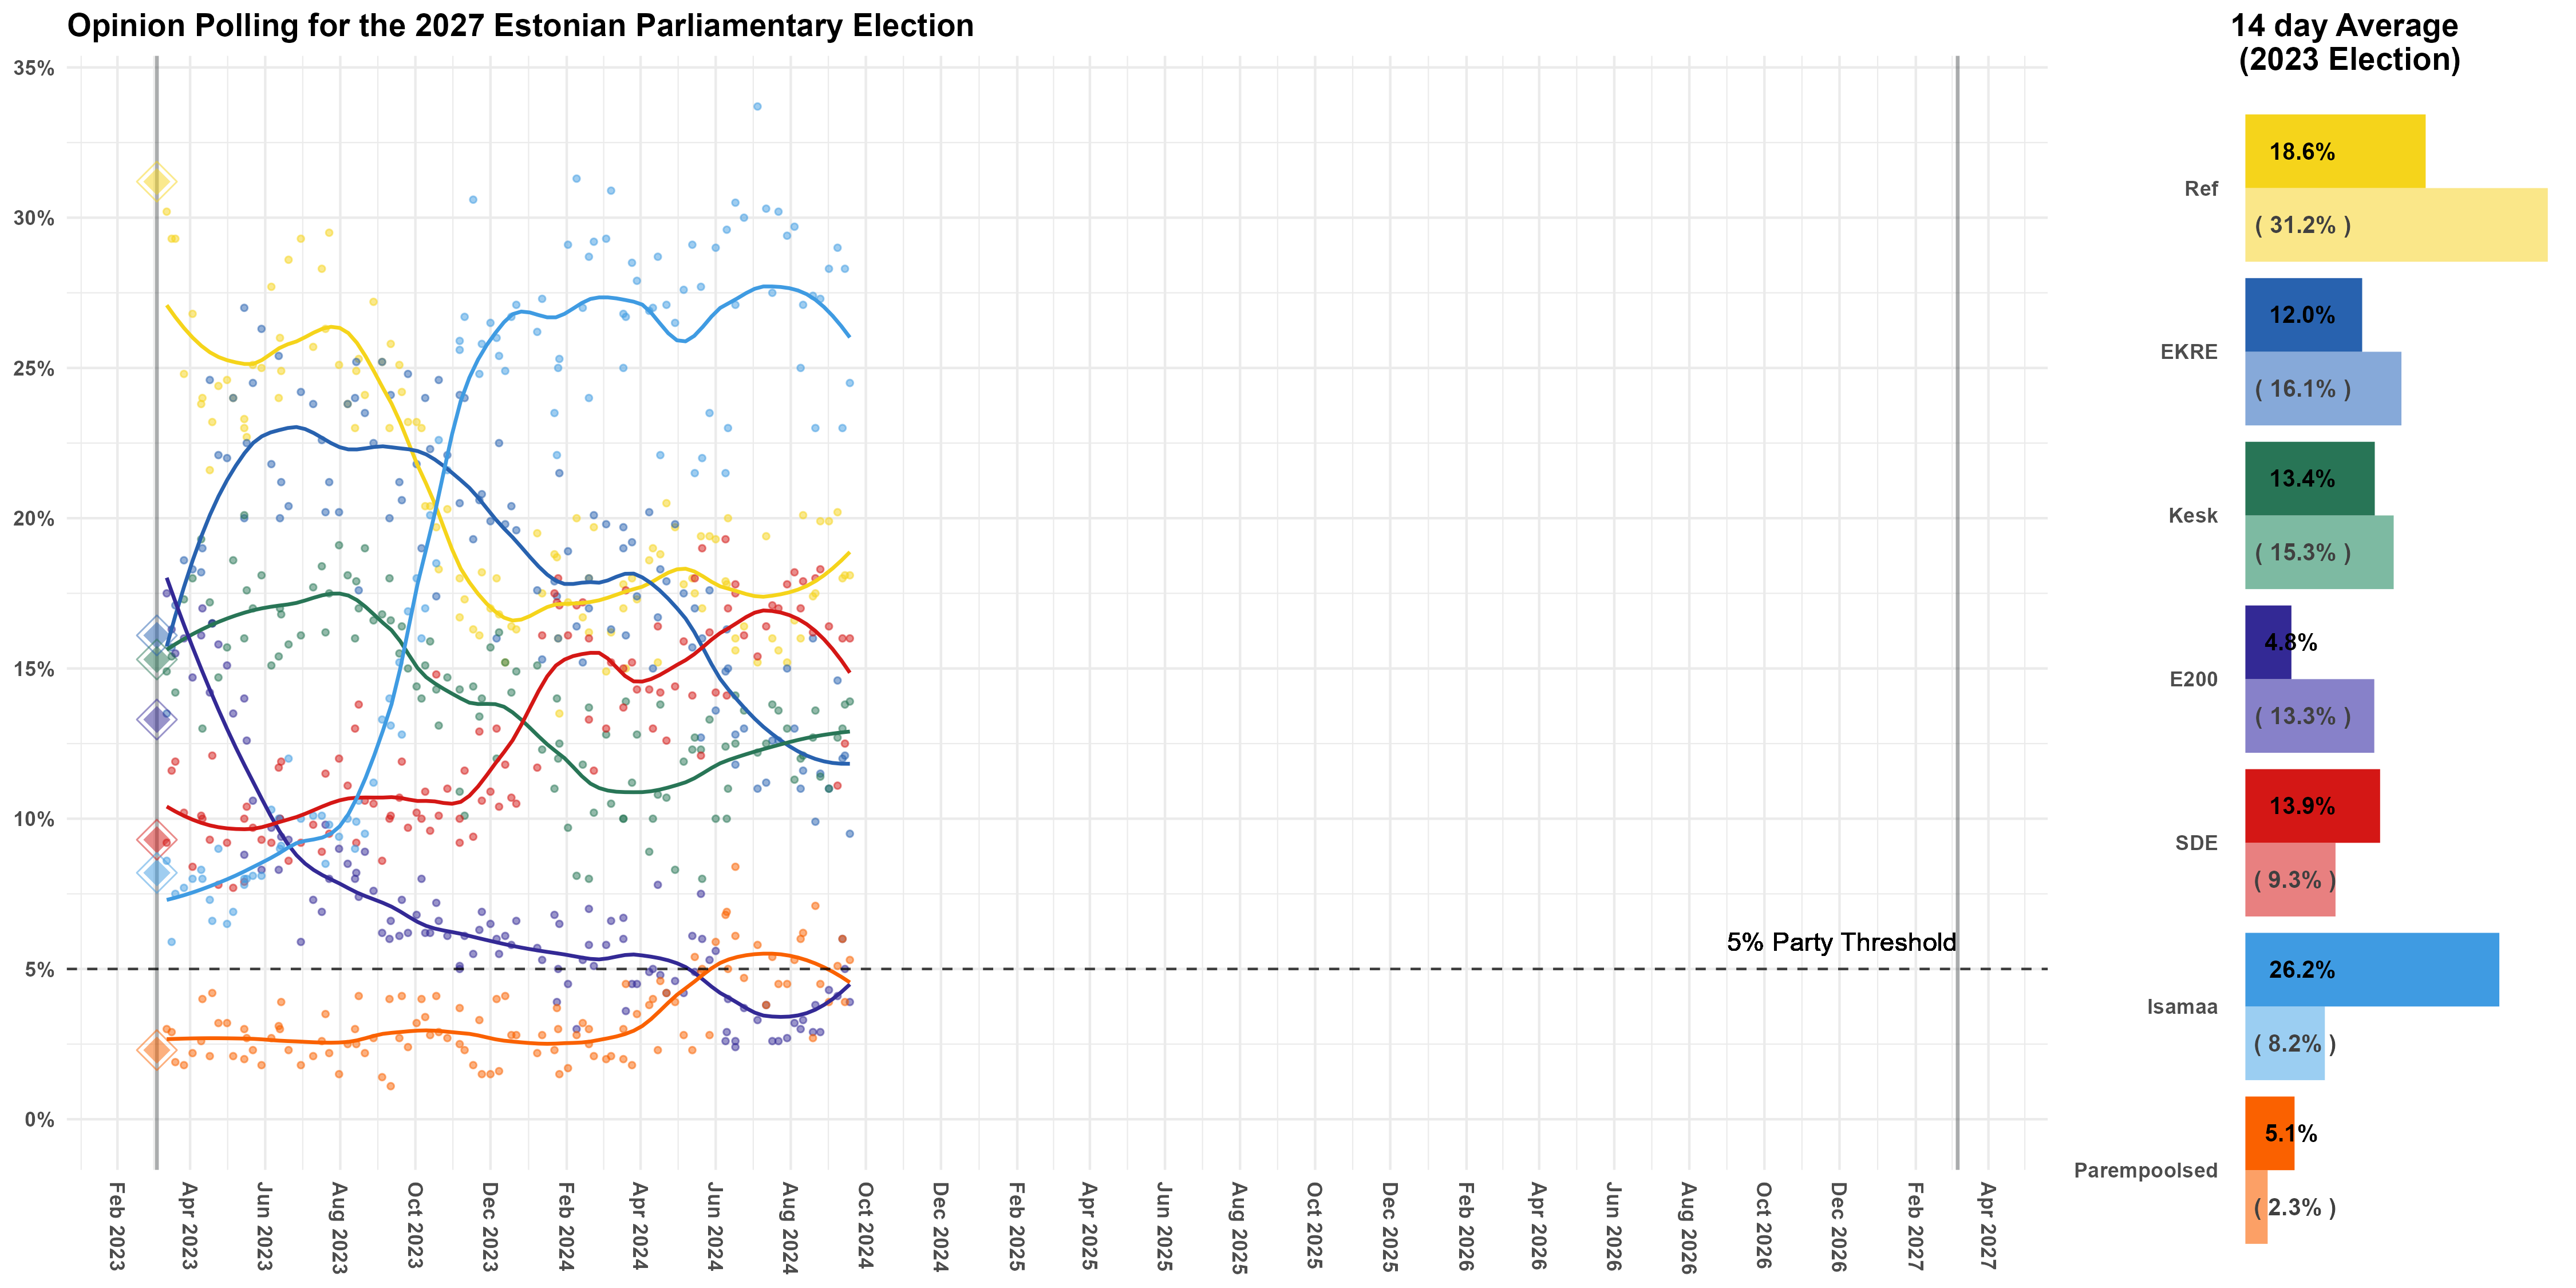 Opinion Polling for the 2027 Estonian Parliamentary Election
35%
30%
25%
20%
15%
10%
5%
0%
5% Party Threshold
Feb 2023
Apr 2023
Jun 2023
Aug 2023
Oct 2023
Dec 2023
Feb 2024
Apr 2024
Jun 2024
Aug 2024
Oct 2024
Dec 2024
Feb 2025
Apr 2025
Jun 2025
Aug 2025
Oct 2025
Dec 2025
Feb 2026
Apr 2026
Jun 2026
Aug 2026
Oct 2026
Dec 2026
Feb 2027
Apr 2027
14 day Average
(2023 Election)
Ref
18.6%
( 31.2% )
EKRE
12.0%
( 16.1% )
Kesk
13.4%
( 15.3% )
E200
4.8%
( 13.3% )
SDE
13.9%
( 9.3% )
Isamaa
26.2%
( 8.2% )
Parempoolsed
5.1%
( 2.3% )